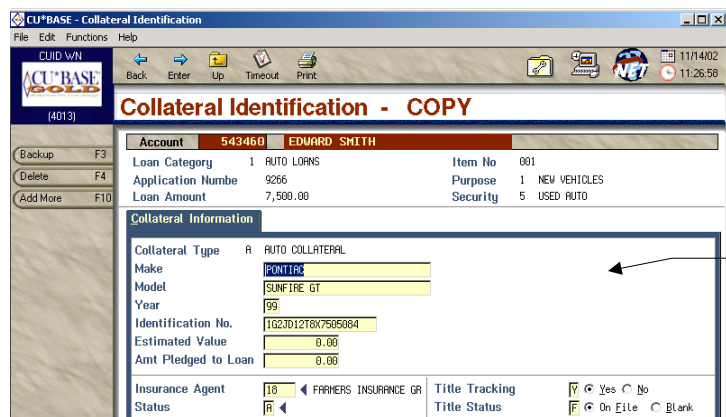 CU*BASE - Collateral Identification
File Edit Functions Help
CUID WN
CU*BASE
GOLD
(4013)
Back Enter Up Timeout Print
NET
11/14/02
11:26:58
Collateral Identification - COPY
Backup F3
Delete F4
Add More F10
Account 543460 EDWARD SMITH
Loan Category 1 AUTO LOANS Item No 001
Application Numbe 9266 Purpose 1 NEW VEHICLES
Loan Amount 7,500.00 Security 5 USED AUTO
Collateral Information
Collateral Type A AUTO COLLATERAL
Make PONTIAC
Model SUNFIRE GT
Year 99
Identification No. 1G2JD12T8X7505084
Estimated Value 0.00
Amt Pledged to Loan 0.00
Insurance Agent 18 FARMERS INSURANCE GR Title Tracking Y Yes No
Status A Title Status F On File Blank